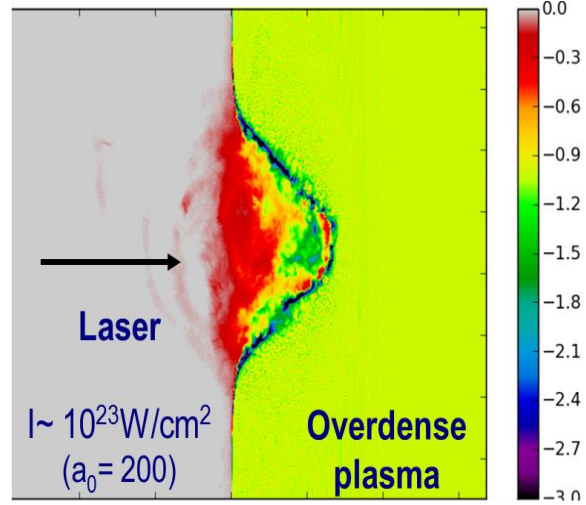 Laser
I~ 10²³W/cm²
(a₀= 200)
Overdense
plasma
0.0
−0.3
−0.6
−0.9
−1.2
−1.5
−1.8
−2.1
−2.4
−2.7
−3.0